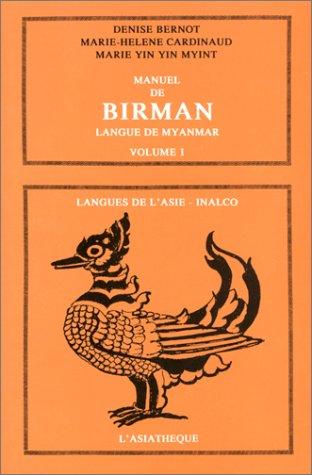 DENISE BERNOT
MARIE-HELENE CARDINAUD
MARIE YIN YIN MYINT
MANUEL
DE
BIRMAN
LANGUE DE MYANMAR
VOLUME I
LANGUES DE L'ASIE - INALCO
L'ASIATHEQUE